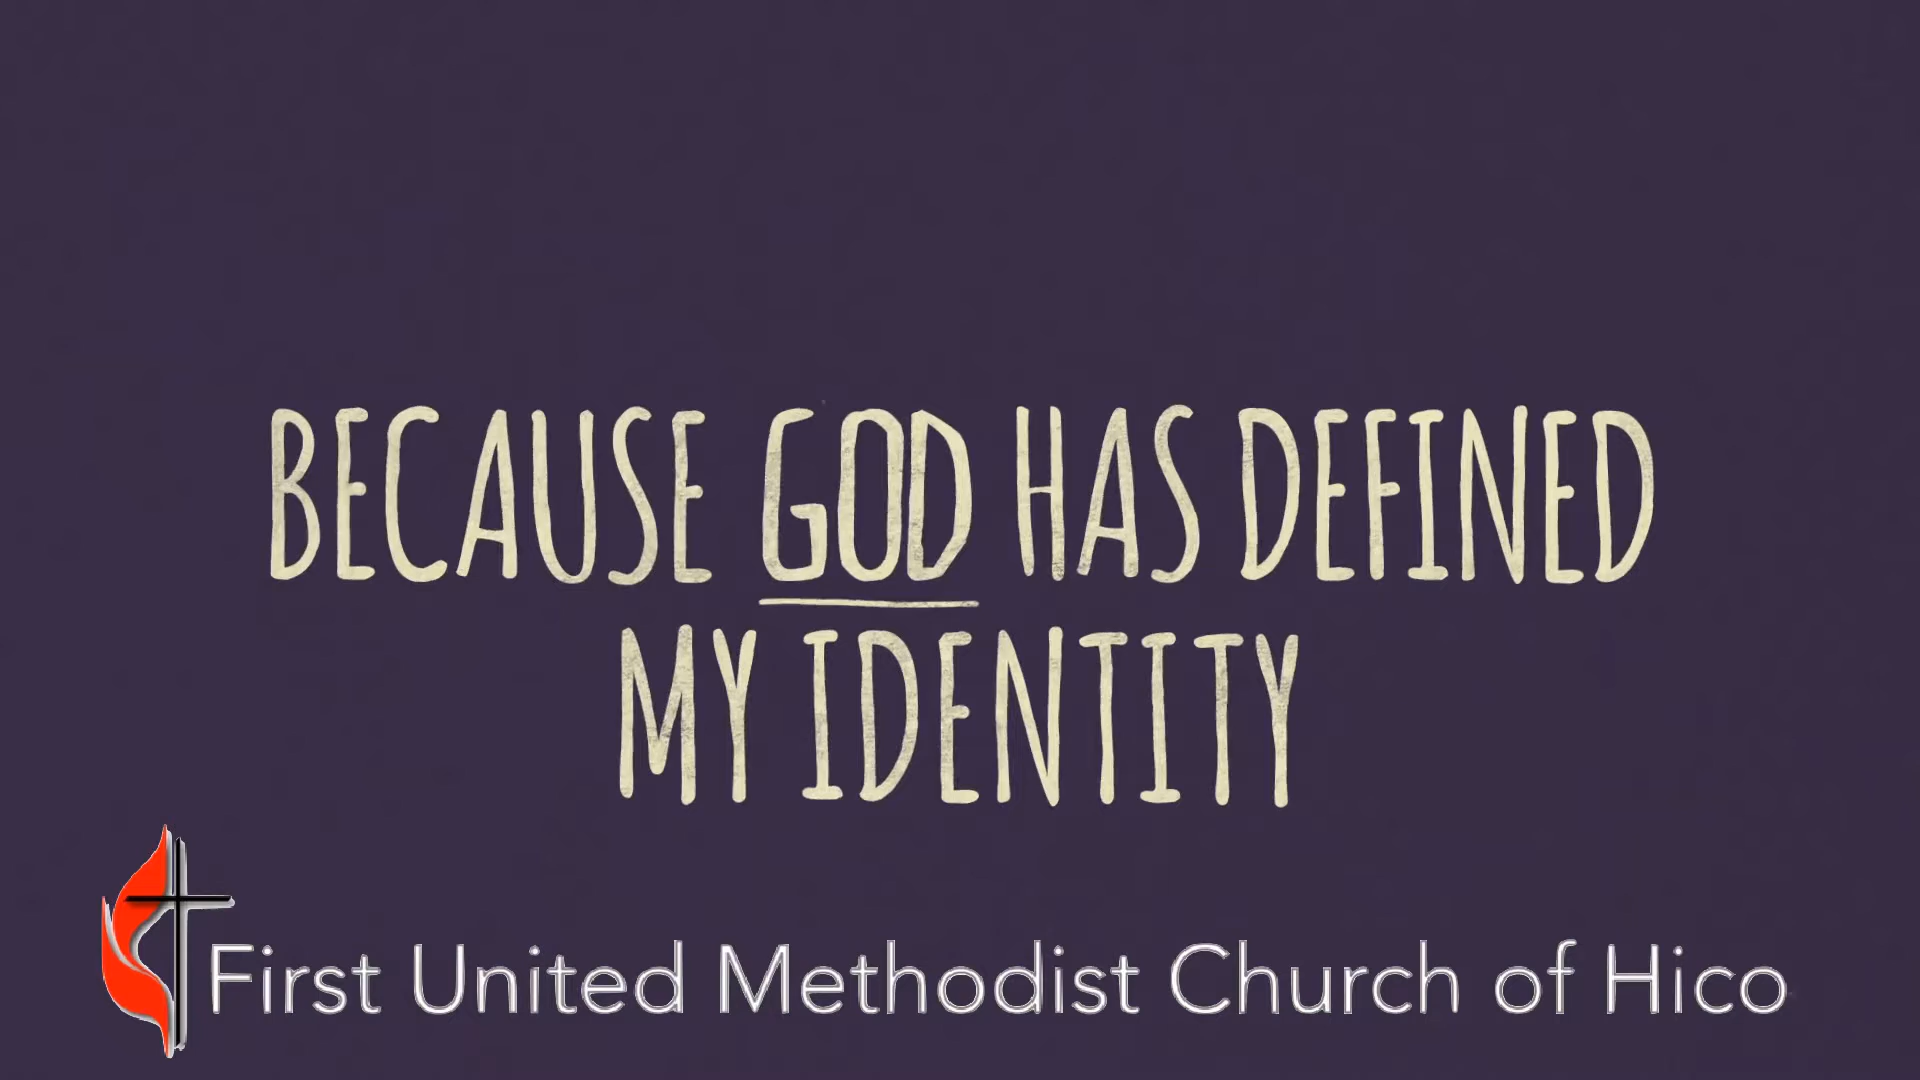 BECAUSE GOD HAS DEFINED
MY IDENTITY
First United Methodist Church of Hico